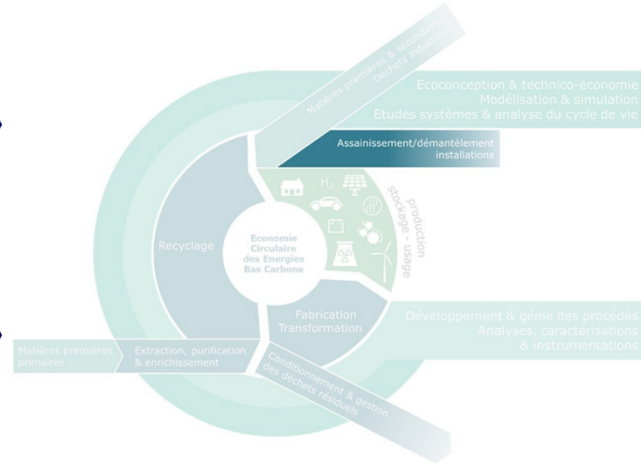 Matières premières & secondaires
Déchets industriels
Ecoconception & technico-économie
Modélisation & simulation
Etudes systèmes & analyse du cycle de vie
Assainissement/démantèlement
installations
H2
production
stockage - usage
Recyclage
Economie
Circulaire
des Energies
Bas Carbone
Fabrication
Transformation
Développement & génie des procédés
Analyses, caractérisations
& instrumentations
Matières premières
primaires
Extraction, purification
& enrichissement
Conditionnement & gestion
des déchets résiduels